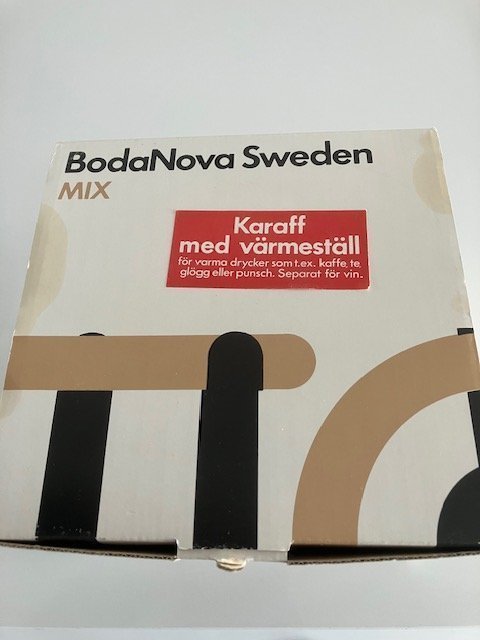 BodaNova Sweden
MIX
Karaff
med värmeställ
för varma drycker som t.ex. kaffe, te,
glögg eller punsch. Separat för vin.